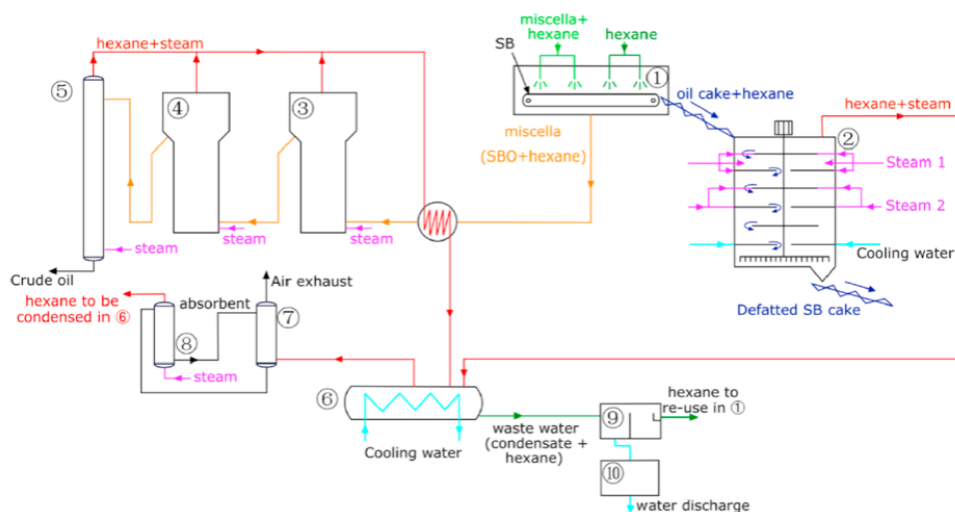 miscella+
hexane
hexane
SB
①
oil cake+hexane
hexane+steam
hexane+steam
⑤
④
③
②
miscella
(SBO+hexane)
Steam 1
Steam 2
steam
steam
steam
Cooling water
Crude oil
Air exhaust
hexane to be
condensed in ⑥
absorbent
⑦
⑧
steam
Defatted SB cake
⑥
Cooling water
waste water
(condensate +
hexane)
⑨
hexane to
re-use in ①
⑩
water discharge